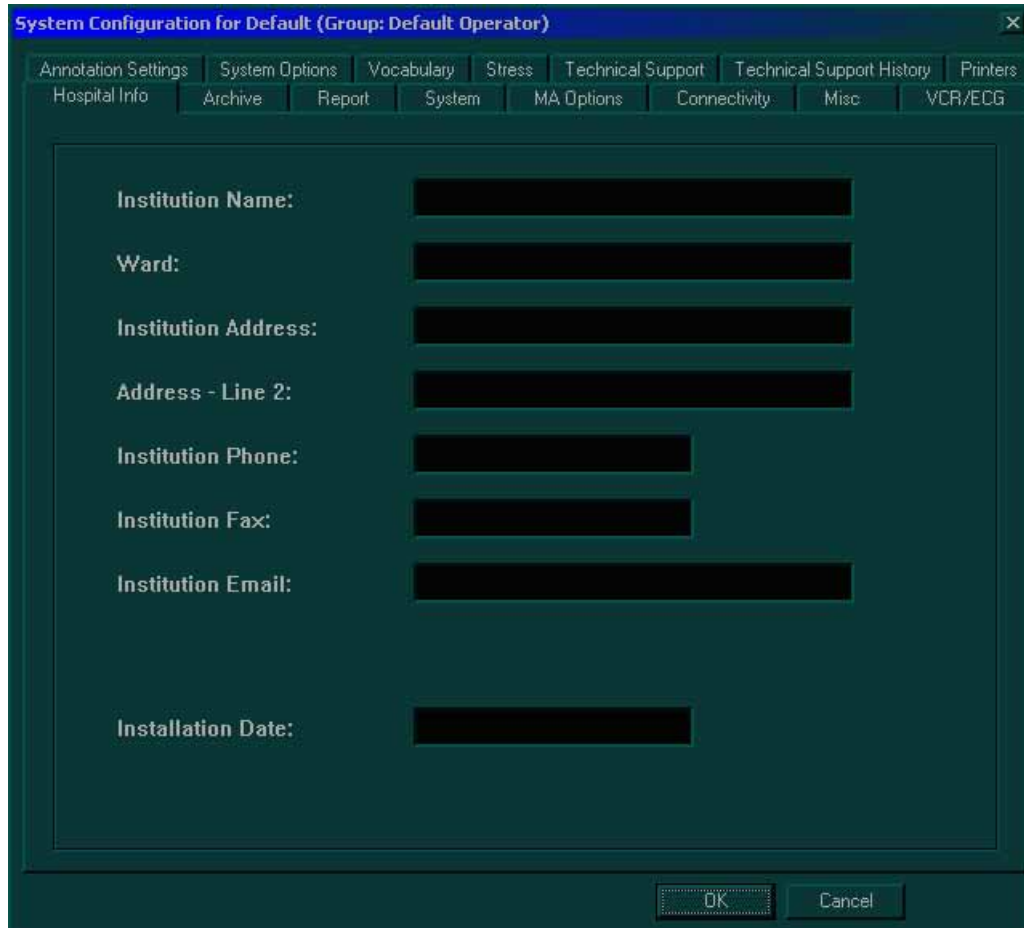 System Configuration for Default (Group: Default Operator)
Annotation Settings System Options Vocabulary Stress Technical Support Technical Support History Printers
Hospital Info Archive Report System MA Options Connectivity Misc VCR/ECG
Institution Name:
Ward:
Institution Address:
Address - Line 2:
Institution Phone:
Institution Fax:
Institution Email:
Installation Date:
OK Cancel